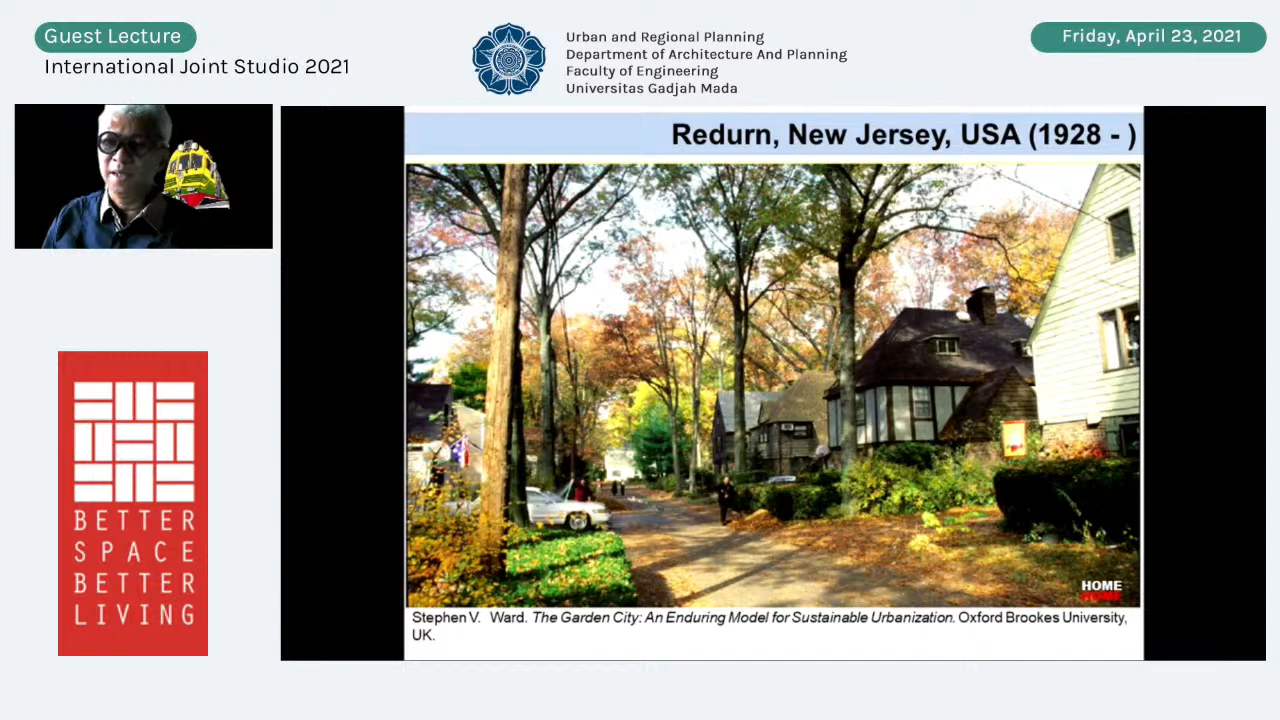 Guest Lecture
International Joint Studio 2021
Urban and Regional Planning
Department of Architecture And Planning
Faculty of Engineering
Universitas Gadjah Mada
Friday, April 23, 2021
Redurn, New Jersey, USA (1928 - )
HOME
HOME
Stephen V. Ward. The Garden City: An Enduring Model for Sustainable Urbanization. Oxford Brookes University,
UK.
BETTER
SPACE
BETTER
LIVING